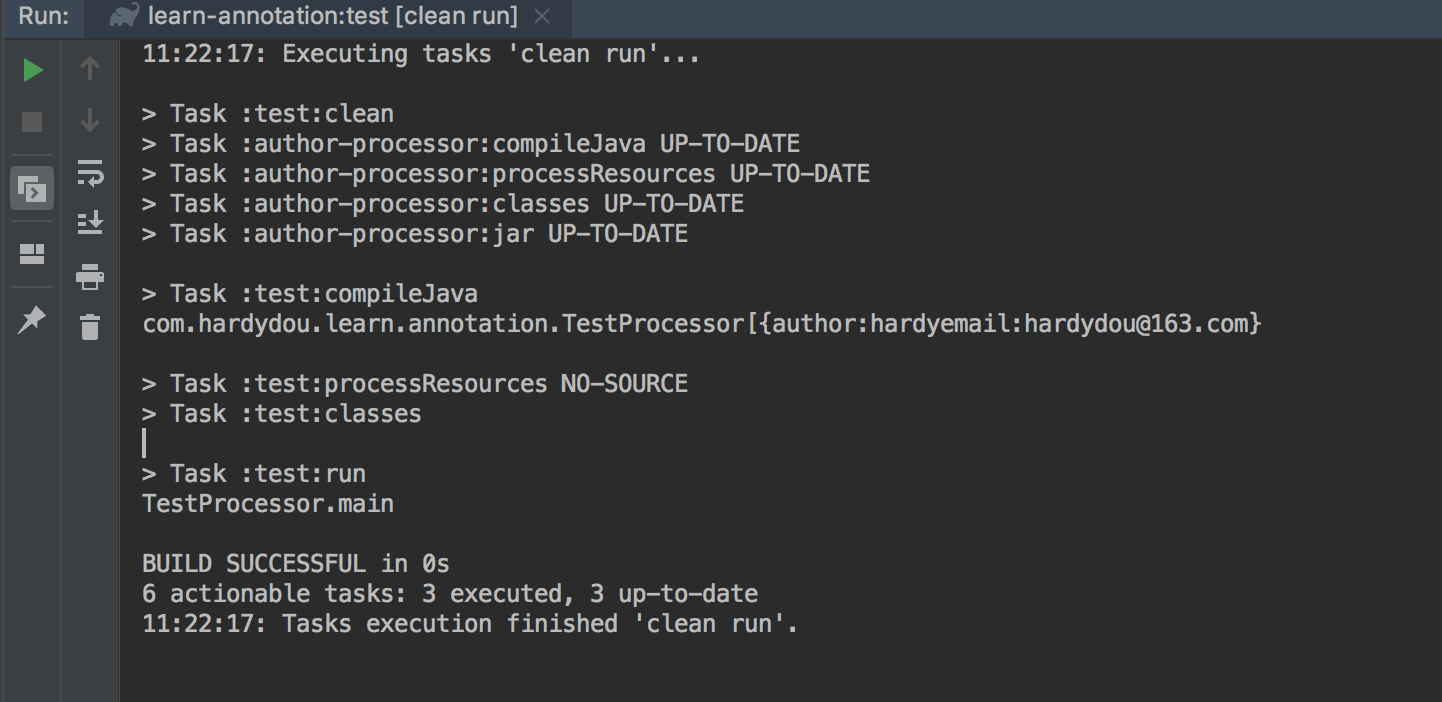 Run: learn-annotation:test [clean run]
11:22:17: Executing tasks 'clean run'...
> Task :test:clean
> Task :author-processor:compileJava UP-TO-DATE
> Task :author-processor:processResources UP-TO-DATE
> Task :author-processor:classes UP-TO-DATE
> Task :author-processor:jar UP-TO-DATE
> Task :test:compileJava
com.hardydou.learn.annotation.TestProcessor[{author:hardyemail:hardydou@163.com}
> Task :test:processResources NO-SOURCE
> Task :test:classes
> Task :test:run
TestProcessor.main
BUILD SUCCESSFUL in 0s
6 actionable tasks: 3 executed, 3 up-to-date
11:22:17: Tasks execution finished 'clean run'.